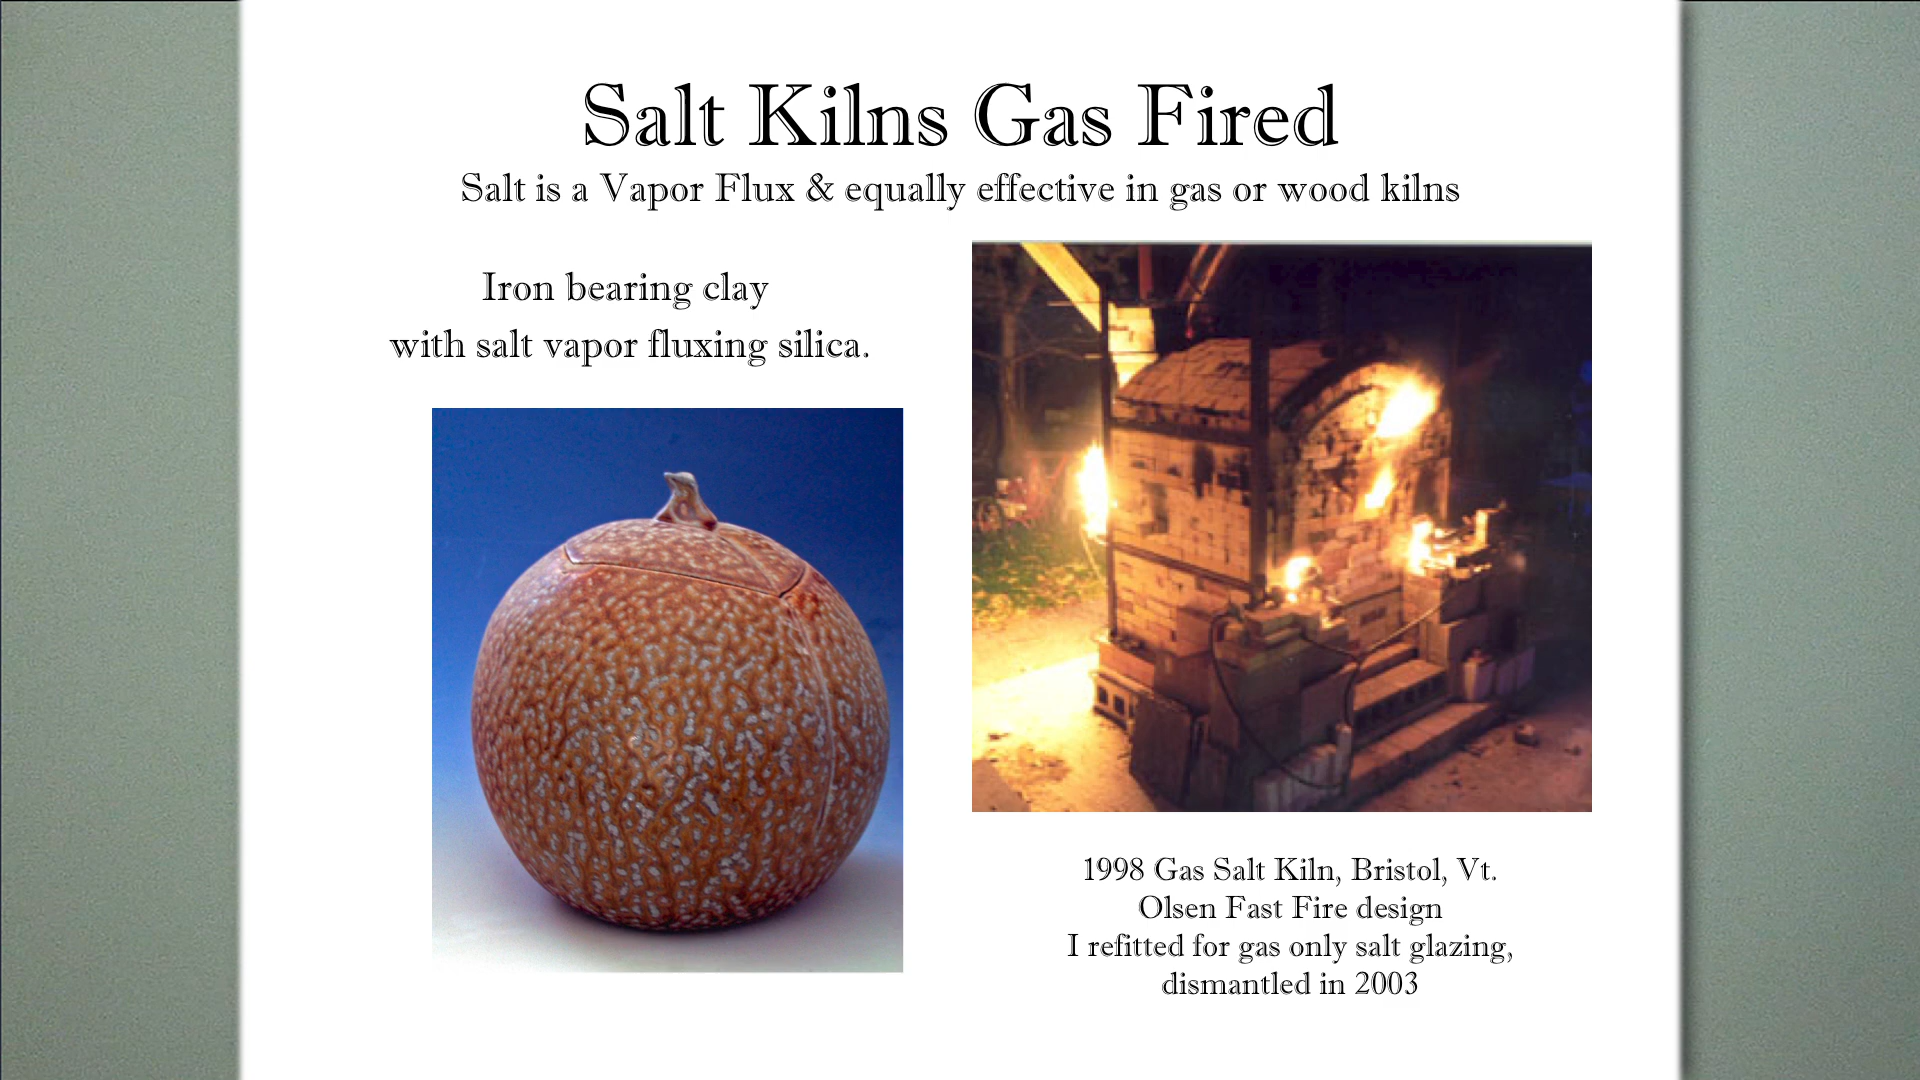 Salt Kilns Gas Fired
Salt is a Vapor Flux & equally effective in gas or wood kilns
Iron bearing clay
with salt vapor fluxing silica.
1998 Gas Salt Kiln, Bristol, Vt.
Olsen Fast Fire design
I refitted for gas only salt glazing,
dismantled in 2003